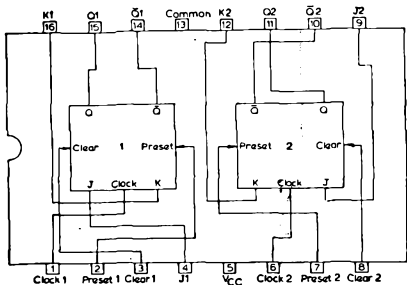 K1 Q1 Q̄1 Common K2 Q2 Q̄2 J2
16 15 14 13 12 11 10 9
Q Q̄ Q̄ Q
Clear 1 Preset Preset 2 Clear
J Clock K K Clock J
1 2 3 4 5 6 7 8
Clock 1 Preset 1 Clear 1 J1 VCC Clock 2 Preset 2 Clear 2